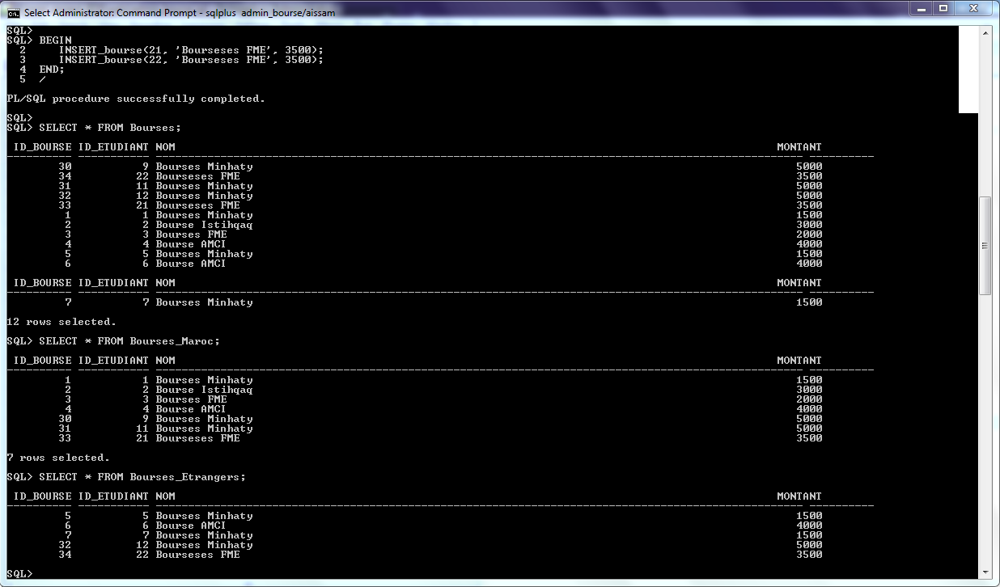 Select Administrator: Command Prompt - sqlplus admin_bourse/aissam
SQL>
SQL> BEGIN
2 INSERT_bourse(21, 'Bourseses FME', 3500);
3 INSERT_bourse(22, 'Bourseses FME', 3500);
4 END;
5 /
PL/SQL procedure successfully completed.
SQL>
SQL> SELECT * FROM Bourses;
ID_BOURSE ID_ETUDIANT NOM MONTANT
30 9 Bourses Minhaty 5000
34 22 Bourseses FME 3500
31 11 Bourses Minhaty 5000
32 12 Bourses Minhaty 5000
33 21 Bourseses FME 3500
1 1 Bourses Minhaty 1500
2 2 Bourse Istihqaq 3000
3 3 Bourses FME 2000
4 4 Bourse AMCI 4000
5 5 Bourses Minhaty 1500
6 6 Bourse AMCI 4000
ID_BOURSE ID_ETUDIANT NOM MONTANT
7 7 Bourses Minhaty 1500
12 rows selected.
SQL> SELECT * FROM Bourses_Maroc;
ID_BOURSE ID_ETUDIANT NOM MONTANT
1 1 Bourses Minhaty 1500
2 2 Bourse Istihqaq 3000
3 3 Bourses FME 2000
4 4 Bourse AMCI 4000
30 9 Bourses Minhaty 5000
31 11 Bourses Minhaty 5000
33 21 Bourseses FME 3500
7 rows selected.
SQL> SELECT * FROM Bourses_Etrangers;
ID_BOURSE ID_ETUDIANT NOM MONTANT
5 5 Bourses Minhaty 1500
6 6 Bourse AMCI 4000
7 7 Bourses Minhaty 1500
32 12 Bourses Minhaty 5000
34 22 Bourseses FME 3500
SQL>